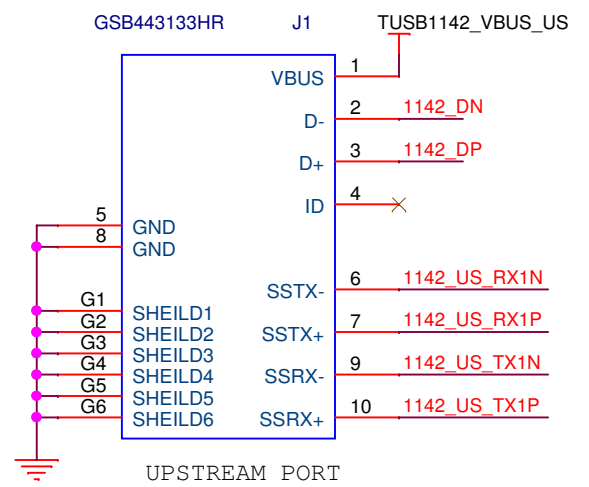 GSB443133HR J1 TUSB1142_VBUS_US
1 VBUS
2 D- 1142_DN
3 D+ 1142_DP
4 ID
5 GND
8 GND
6 SSTX- 1142_US_RX1N
G1 SHEILD1
7 SSTX+ 1142_US_RX1P
G2 SHEILD2
G3 SHEILD3
9 SSRX- 1142_US_TX1N
G4 SHEILD4
G5 SHEILD5
10 SSRX+ 1142_US_TX1P
G6 SHEILD6
UPSTREAM PORT